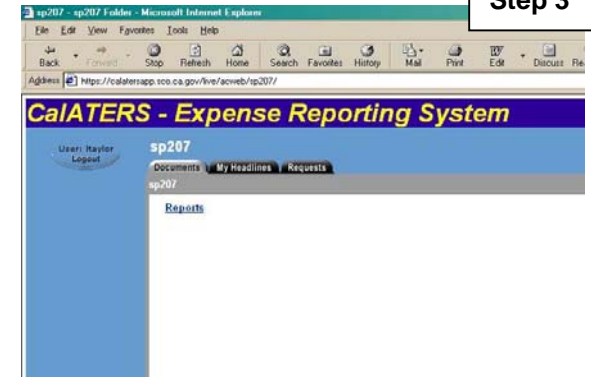 sp207 - sp207 Folder - Microsoft Internet Explorer
Step 3
File Edit View Favorites Tools Help
Back Forward Stop Refresh Home Search Favorites History Mail Print Edit Discuss
Address https://calatersapp.sco.ca.gov/live/acweb/sp207/
CalATERS - Expense Reporting System
User: ltaylor
Logout
sp207
Documents My Headlines Requests
sp207
Reports